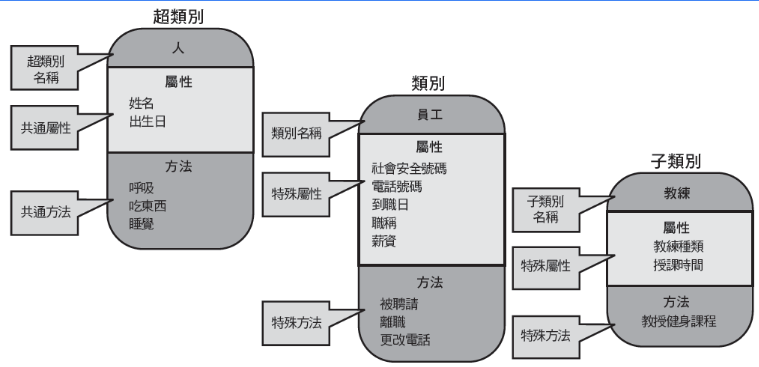 超類別
人
超類別
名稱
屬性
姓名
出生日
共通屬性
方法
呼吸
吃東西
睡覺
共通方法
類別
員工
類別名稱
屬性
社會安全號碼
電話號碼
到職日
職稱
薪資
特殊屬性
方法
被聘請
離職
更改電話
特殊方法
子類別
教練
子類別
名稱
屬性
教練種類
授課時間
特殊屬性
方法
教授健身課程
特殊方法